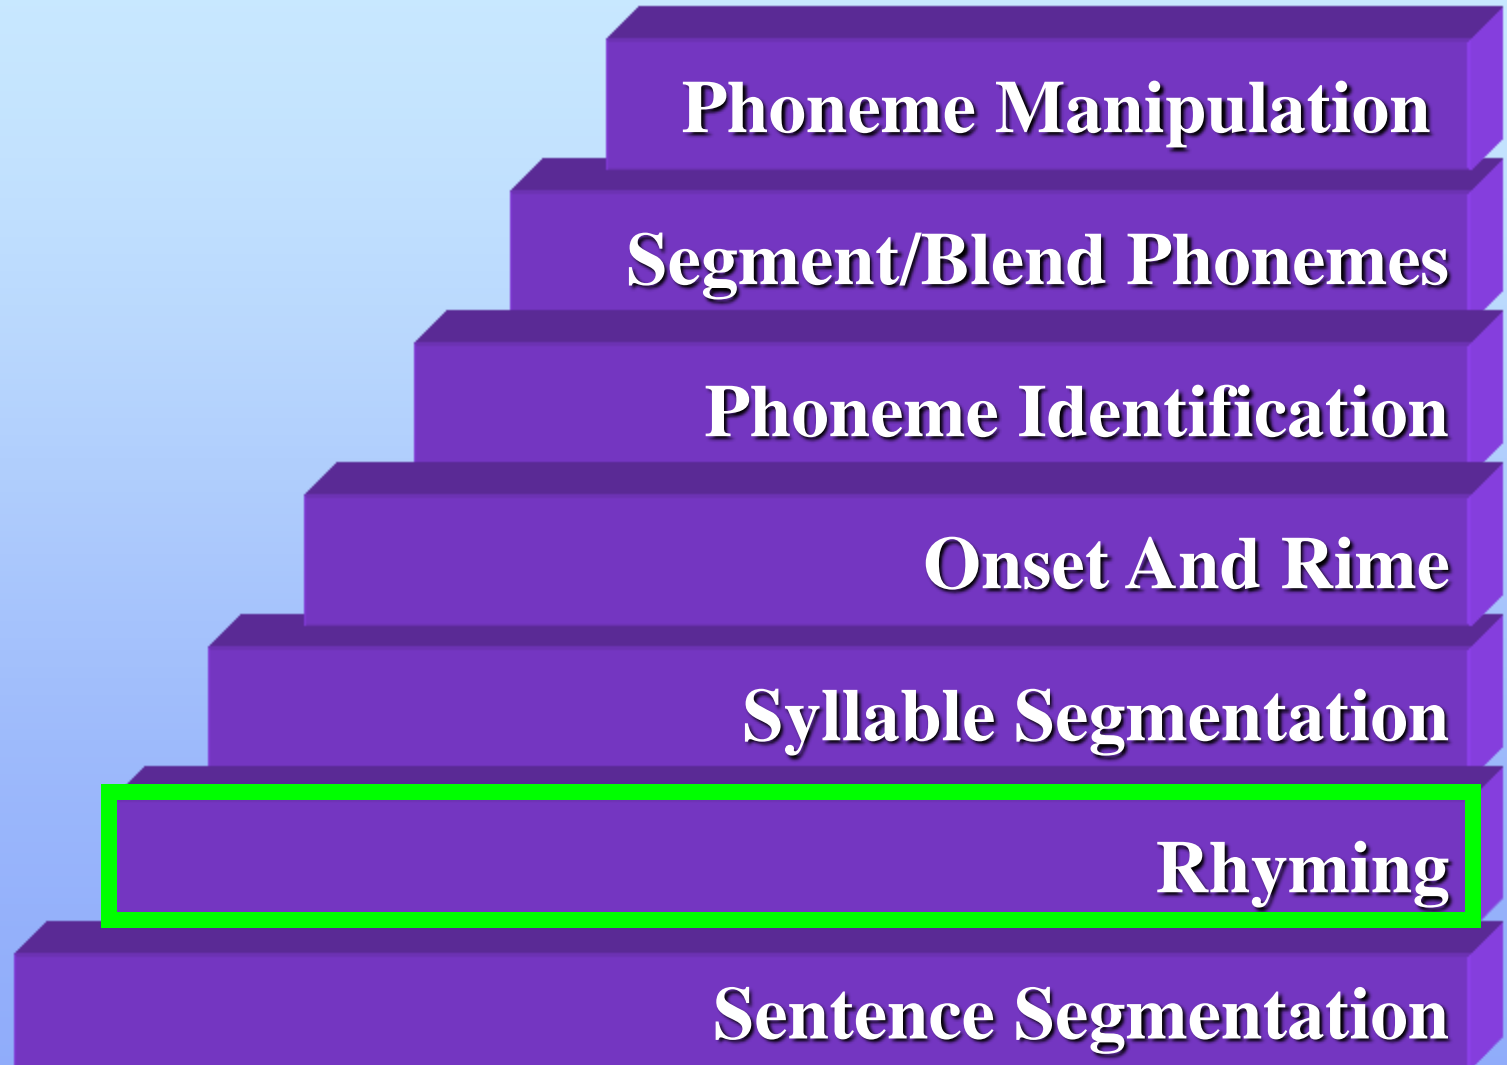 Phoneme Manipulation
Segment/Blend Phonemes
Phoneme Identification
Onset And Rime
Syllable Segmentation
Rhyming
Sentence Segmentation